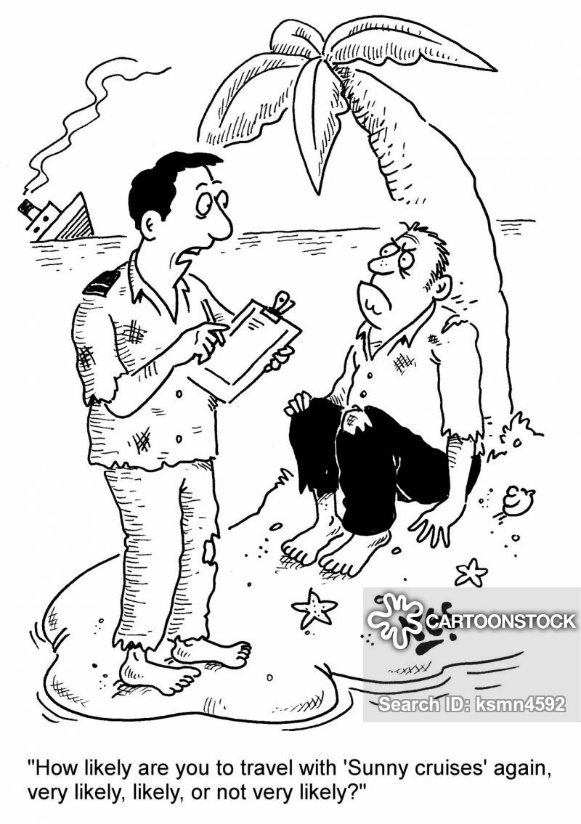 CARTOONSTOCK
Search ID: ksmn4592
"How likely are you to travel with 'Sunny cruises' again,
very likely, likely, or not very likely?"